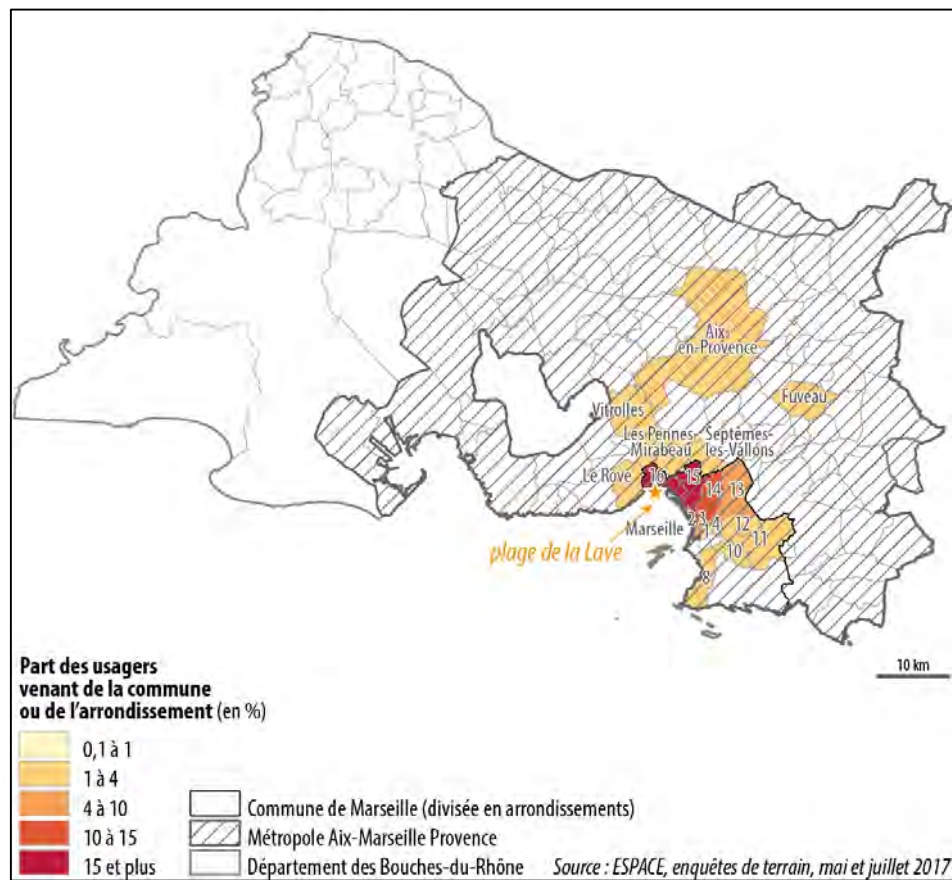 Aix-
en-Provence
Fuveau
Vitrolles
Les Pennes-
Mirabeau
Septèmes-
les-Vallons
Le Rove
16
15
14
13
2
3
1
4
12
11
10
8
Marseille
plage de la Lave
10 km
Part des usagers
venant de la commune
ou de l'arrondissement (en %)
0,1 à 1
1 à 4
4 à 10
10 à 15
15 et plus
Commune de Marseille (divisée en arrondissements)
Métropole Aix-Marseille Provence
Département des Bouches-du-Rhône
Source : ESPACE, enquêtes de terrain, mai et juillet 2017